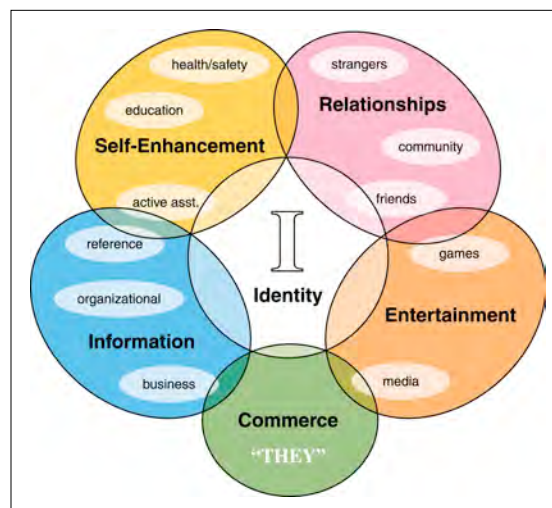 health/safety
education
Self-Enhancement
active asst.
strangers
Relationships
community
friends
I
Identity
reference
organizational
Information
business
games
Entertainment
media
Commerce
“THEY”